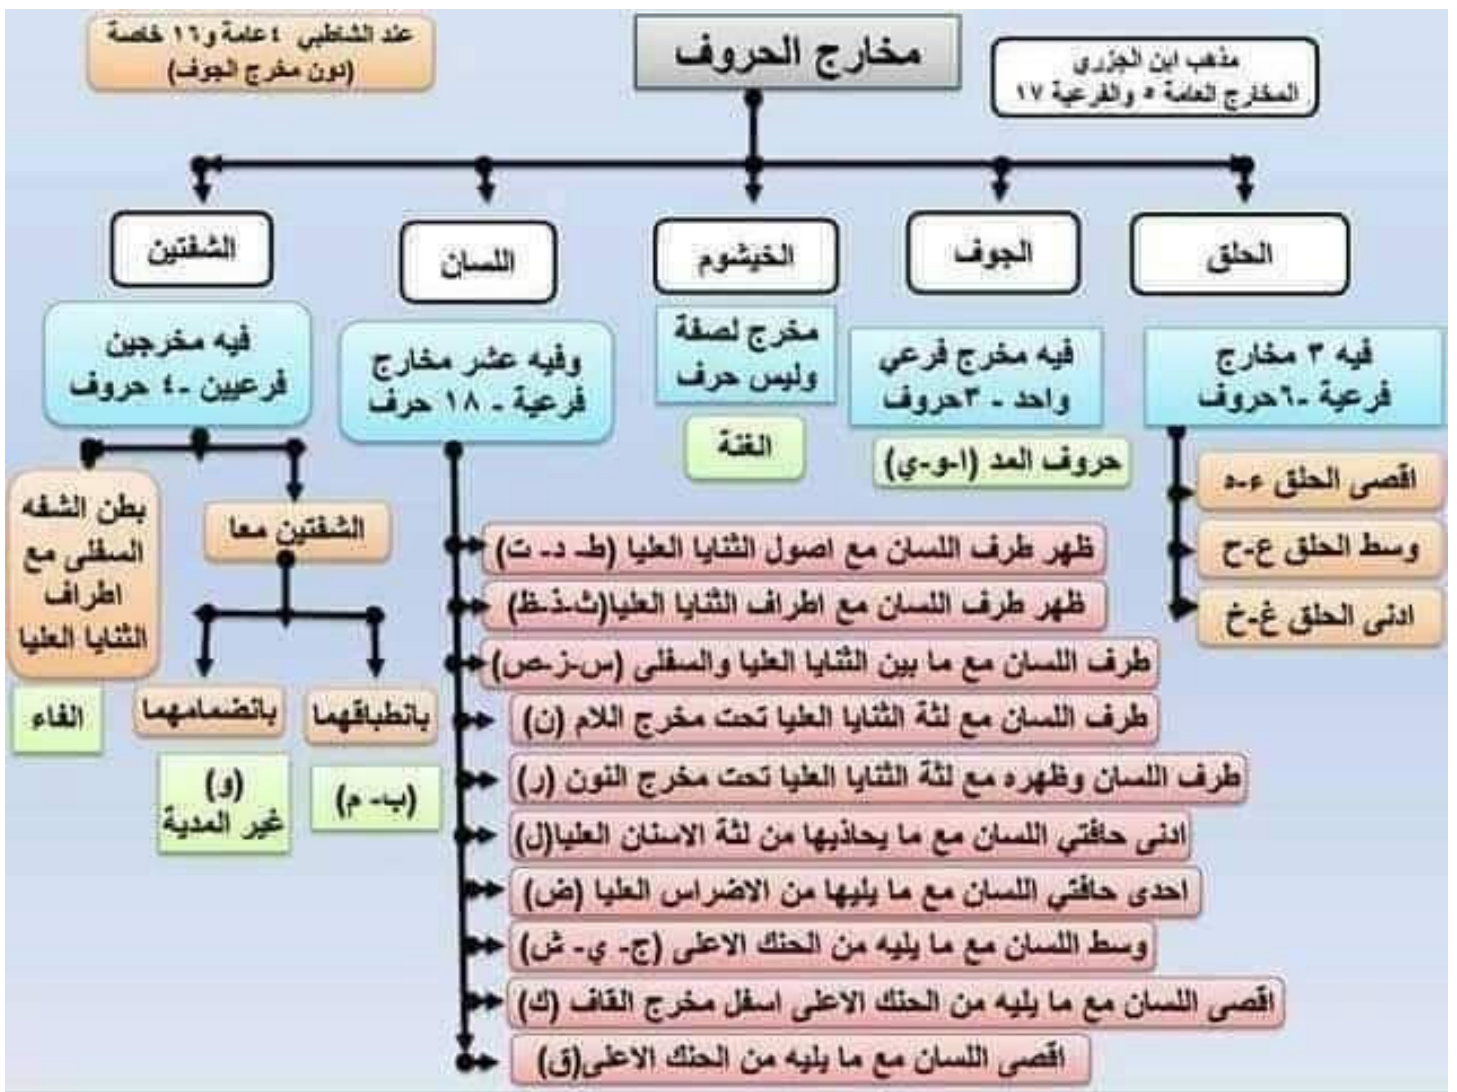 مخارج الحروف
مذهب ابن الجزري
المخارج العامة ٥ والفرعية ١٧
عند الشاطبي ٤ عامة و١٦ خاصة
(دون مخرج الجوف)
الحلق
فيه ٣ مخارج
فرعية -٦حروف
اقصى الحلق ء-ه
وسط الحلق ع-ح
ادنى الحلق غ-خ
الجوف
فيه مخرج فرعي
واحد - ٣حروف
حروف المد (ا-و-ي)
الخيشوم
مخرج لصفة
وليس حرف
الغنة
اللسان
وفيه عشر مخارج
فرعية - ١٨ حرف
ظهر طرف اللسان مع اصول الثنايا العليا (ط- د- ت)
ظهر طرف اللسان مع اطراف الثنايا العليا(ث-ذ-ظ)
طرف اللسان مع ما بين الثنايا العليا والسفلى (س-ز-ص)
طرف اللسان مع لثة الثنايا العليا تحت مخرج اللام (ن)
طرف اللسان وظهره مع لثة الثنايا العليا تحت مخرج النون (ر)
ادنى حافتي اللسان مع ما يحاذيها من لثة الاسنان العليا(ل)
احدى حافتي اللسان مع ما يليها من الاضراس العليا (ض)
وسط اللسان مع ما يليه من الحنك الاعلى (ج- ي- ش)
اقصى اللسان مع ما يليه من الحنك الاعلى اسفل مخرج القاف (ك)
اقصى اللسان مع ما يليه من الحنك الاعلى(ق)
الشفتين
فيه مخرجين
فرعيين -٤ حروف
الشفتين معا
بانطباقهما
(ب- م)
بانضمامهما
(و)
غير المدية
بطن الشفه
السفلى مع
اطراف
الثنايا العليا
الفاء